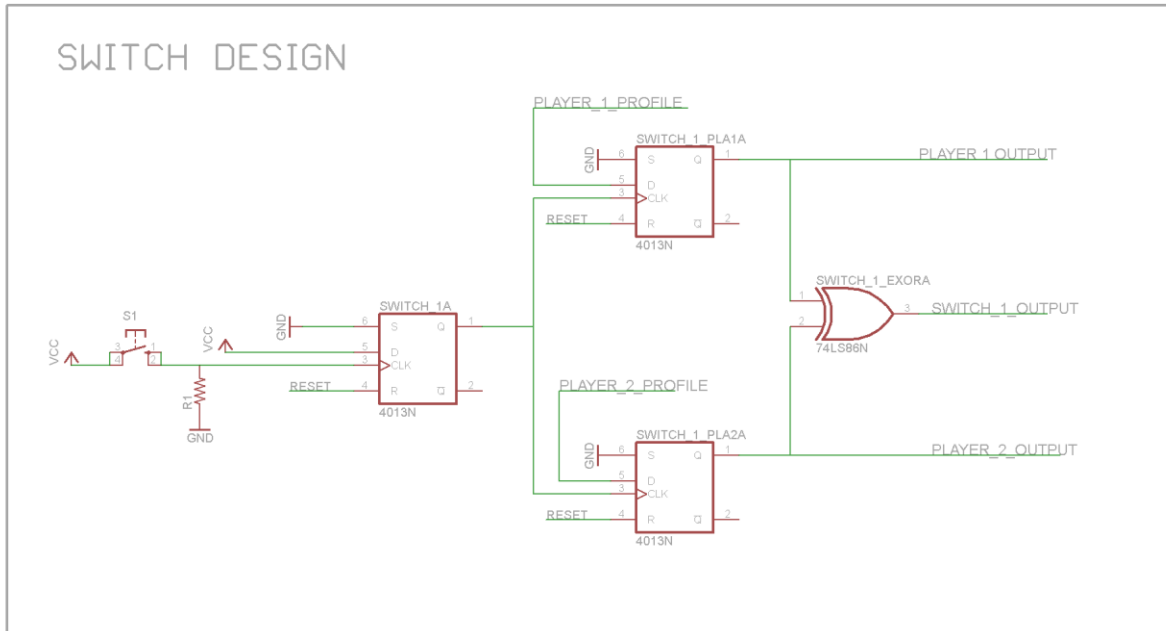 SWITCH DESIGN
PLAYER_1_PROFILE
SWITCH_1_PLA1A
GND
6 S Q 1
5 D
3 CLK
RESET 4 R Q 2
4013N
PLAYER 1 OUTPUT
S1
VCC
3 1
4 2
R1
GND
VCC
SWITCH_1A
GND
6 S Q 1
5 D
3 CLK
RESET 4 R Q 2
4013N
SWITCH_1_EXORA
1
2
3
SWITCH_1_OUTPUT
74LS86N
PLAYER_2_PROFILE
SWITCH_1_PLA2A
GND
6 S Q 1
5 D
3 CLK
RESET 4 R Q 2
4013N
PLAYER_2_OUTPUT